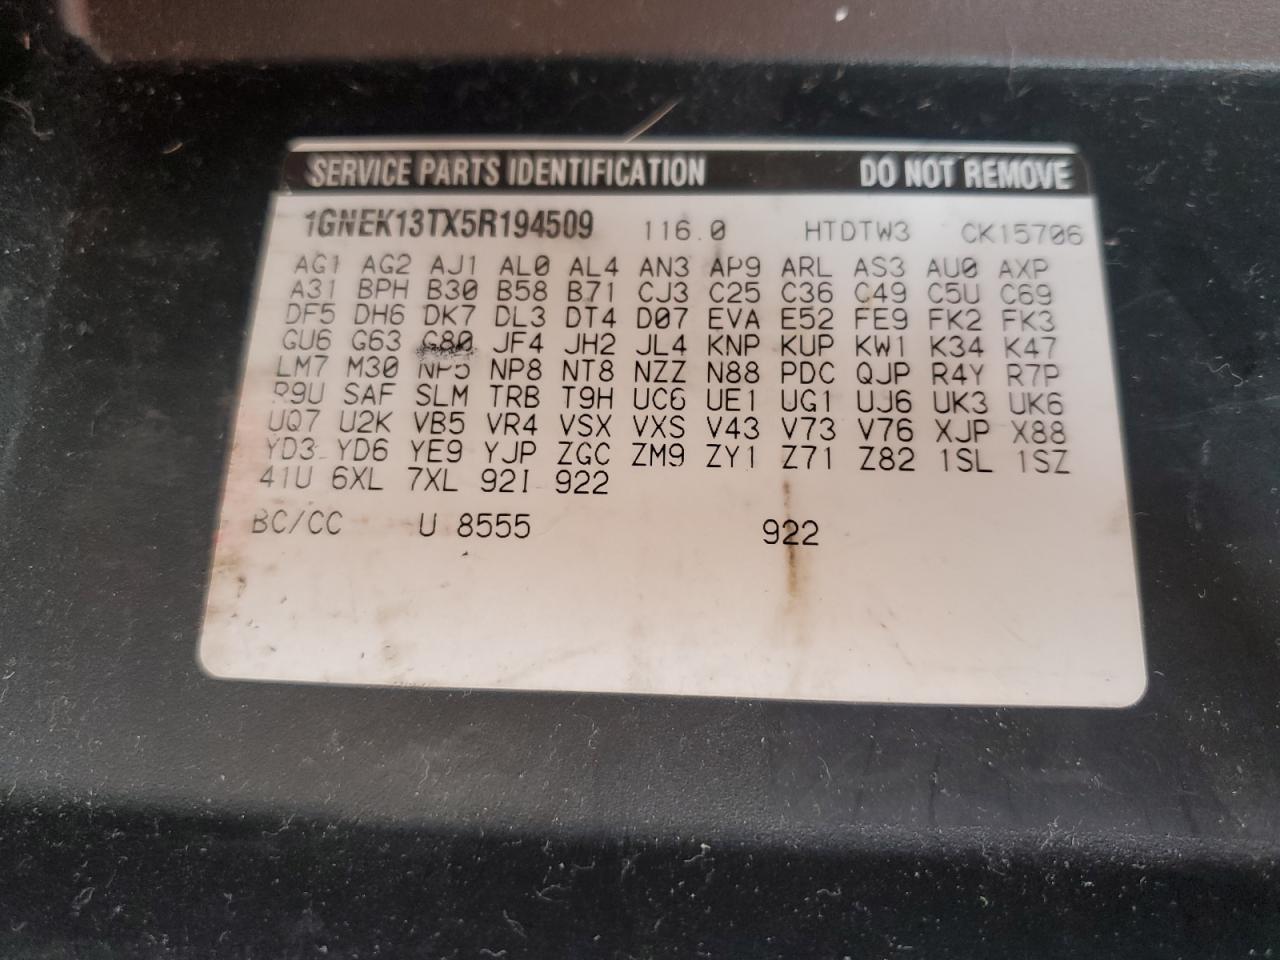 SERVICE PARTS IDENTIFICATION DO NOT REMOVE
1GNEK13TX5R194509 116.0 HTDTW3 CK15706
AG1 AG2 AJ1 AL0 AL4 AN3 AP9 ARL AS3 AU0 AXP
A31 BPH B30 B58 B71 CJ3 C25 C36 C49 C5U C69
DF5 DH6 DK7 DL3 DT4 D07 EVA E52 FE9 FK2 FK3
GU6 G63 G80 JF4 JH2 JL4 KNP KUP KW1 K34 K47
LM7 M30 NP5 NP8 NT8 NZZ N88 PDC QJP R4Y R7P
R9U SAF SLM TRB T9H UC6 UE1 UG1 UJ6 UK3 UK6
UQ7 U2K VB5 VR4 VSX VXS V43 V73 V76 XJP X88
YD3 YD6 YE9 YJP ZGC ZM9 ZY1 Z71 Z82 1SL 1SZ
41U 6XL 7XL 92I 922
BC/CC U 8555 922